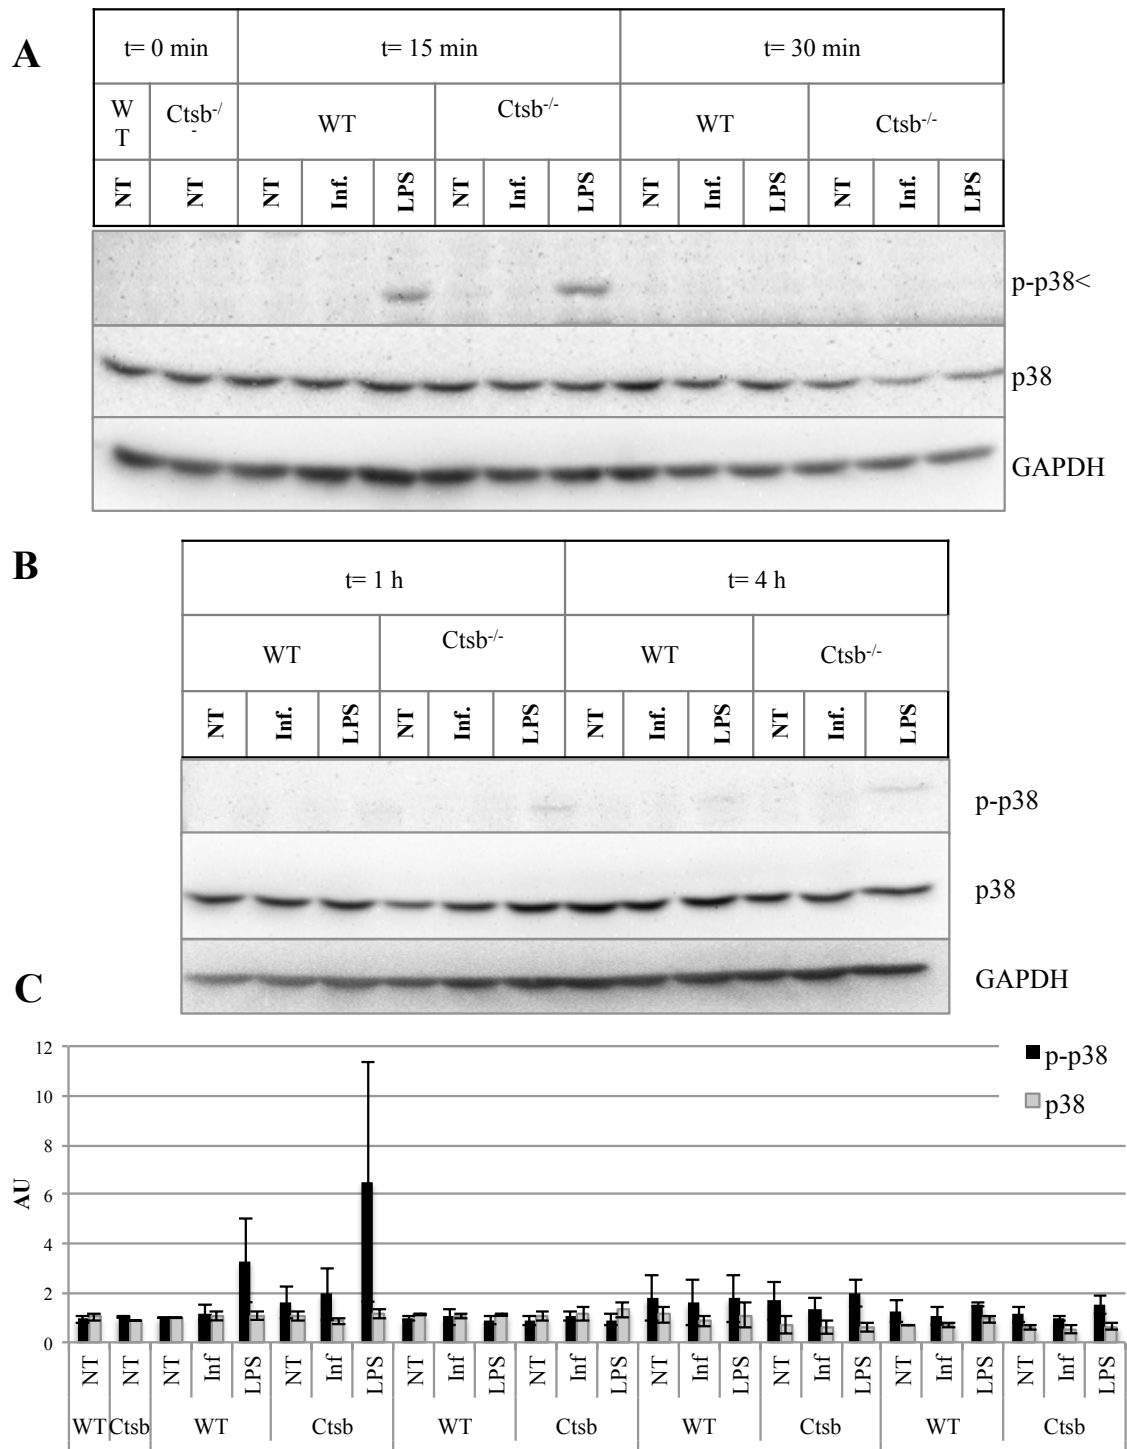 A
t= 0 min t= 15 min t= 30 min
W
T
Ctsb-/
-
WT Ctsb-/- WT Ctsb-/-
NT NT NT Inf. LPS NT Inf. LPS NT Inf. LPS NT Inf. LPS
p-p38<
p38
GAPDH
B
t= 1 h t= 4 h
WT Ctsb-/- WT Ctsb-/-
NT Inf. LPS NT Inf. LPS NT Inf. LPS NT Inf. LPS
p-p38
p38
GAPDH
C
12
10
8
6
4
2
0
AU
p-p38
p38
NT NT NT Inf LPS NT Inf LPS NT Inf LPS NT Inf LPS NT Inf LPS NT Inf LPS NT Inf LPS NT Inf LPS
WT Ctsb WT Ctsb WT Ctsb WT Ctsb WT Ctsb